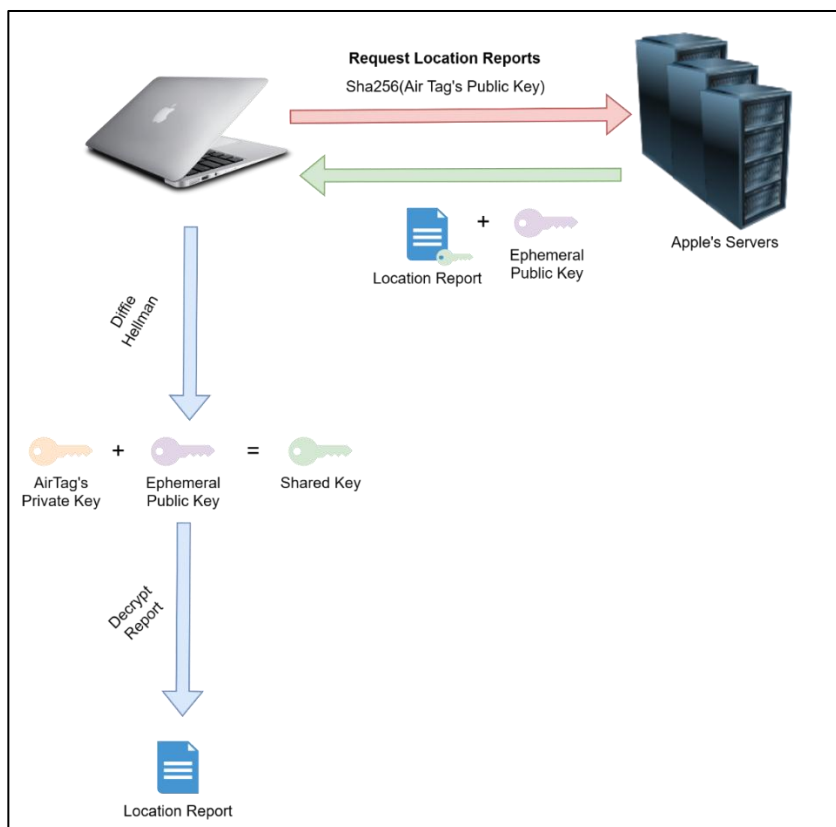 Request Location Reports
Sha256(Air Tag's Public Key)
Location Report
+
Ephemeral
Public Key
Apple's Servers
Diffie
Hellman
AirTag's
Private Key
+
Ephemeral
Public Key
=
Shared Key
Decrypt
Report
Location Report